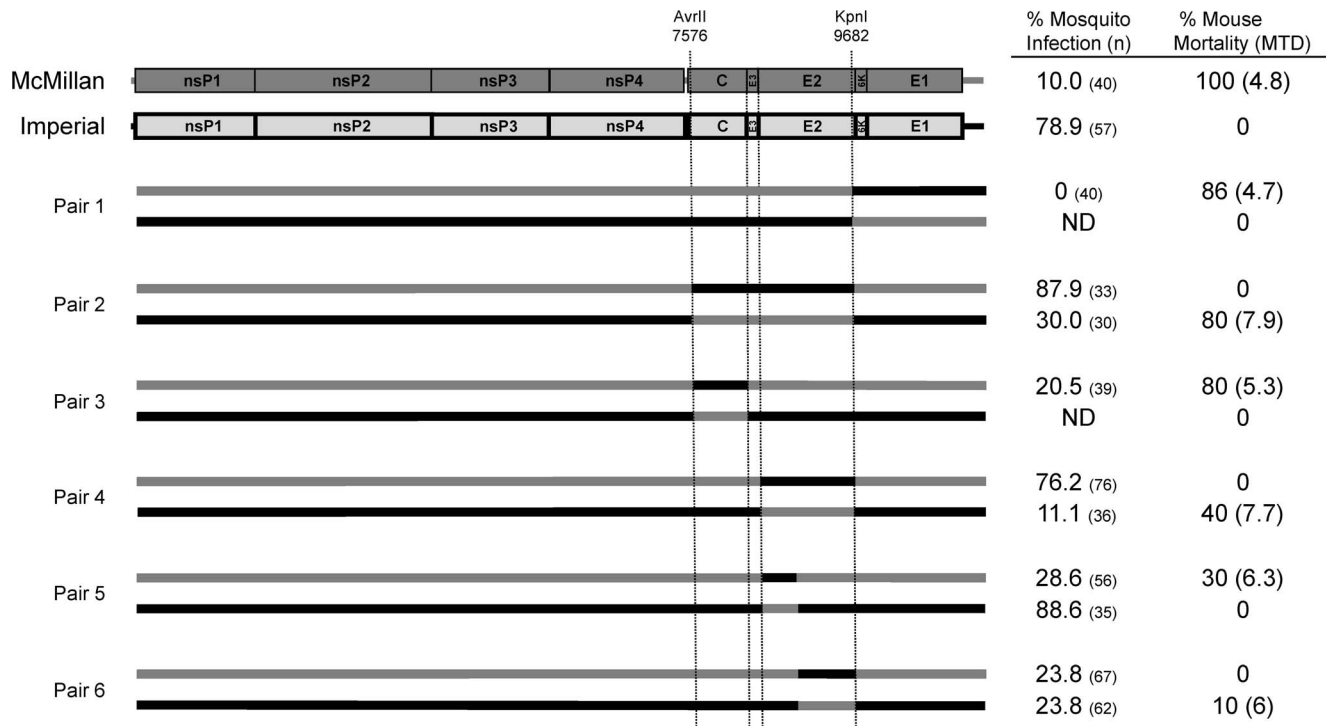 AvrII KpnI % Mosquito % Mouse
7576 9682 Infection (n) Mortality (MTD)
McMillan nsP1 nsP2 nsP3 nsP4 C E3 E2 6K E1 10.0 (40) 100 (4.8)
Imperial nsP1 nsP2 nsP3 nsP4 C E3 E2 6K E1 78.9 (57) 0
Pair 1
0 (40) 86 (4.7)
ND 0
Pair 2
87.9 (33) 0
30.0 (30) 80 (7.9)
Pair 3
20.5 (39) 80 (5.3)
ND 0
Pair 4
76.2 (76) 0
11.1 (36) 40 (7.7)
Pair 5
28.6 (56) 30 (6.3)
88.6 (35) 0
Pair 6
23.8 (67) 0
23.8 (62) 10 (6)